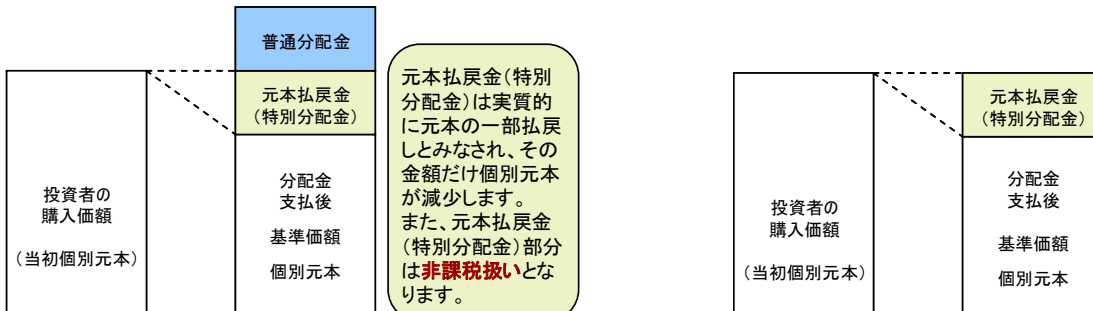 普通分配金
元本払戻金
(特別分配金)
投資者の
購入価額
(当初個別元本)
分配金
支払後
基準価額
個別元本
元本払戻金(特別
分配金)は実質的
に元本の一部払戻
しとみなされ、その
金額だけ個別元本
が減少します。
また、元本払戻金
(特別分配金)部分
は非課税扱いとな
ります。
元本払戻金
(特別分配金)
投資者の
購入価額
(当初個別元本)
分配金
支払後
基準価額
個別元本